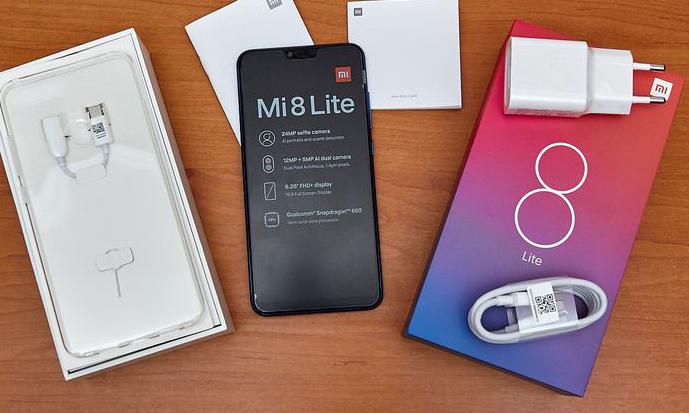 mi
Mi 8 Lite
24MP selfie camera
AI portraits and scene detection
12MP + 5MP AI dual camera
Dual Pixel Autofocus, 1.4μm pixels
6.26" FHD+ display
19:9 Full Screen Display
Qualcomm® Snapdragon™ 660
14nm octa-core processor
CPU
mi
8
Lite